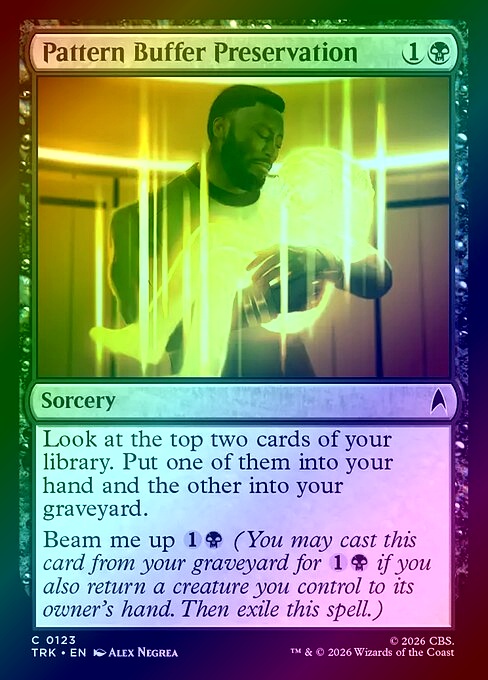 Pattern Buffer Preservation 1
Sorcery
Look at the top two cards of your
library. Put one of them into your
hand and the other into your
graveyard.
Beam me up 1 (You may cast this
card from your graveyard for 1 if you
also return a creature you control to its
owner's hand. Then exile this spell.)
C 0123
TRK • EN Alex Negrea
© 2026 CBS.
™ & © 2026 Wizards of the Coast